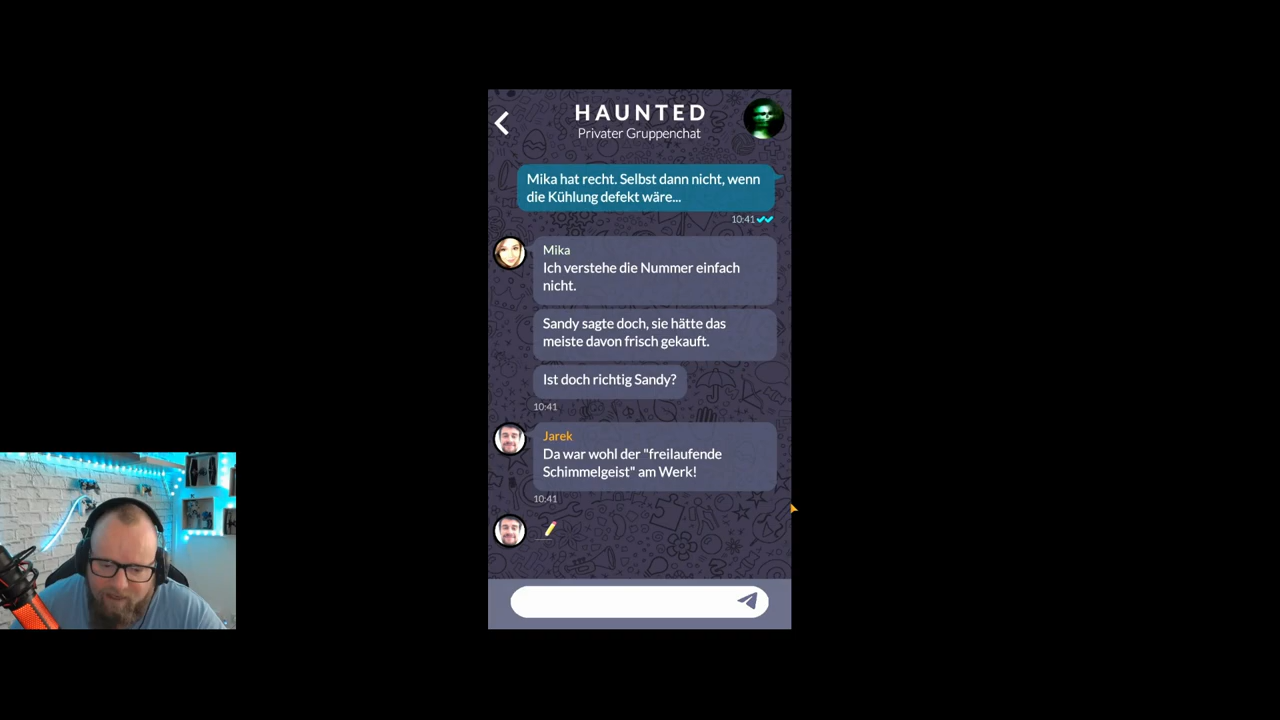 HAUNTED
Privater Gruppenchat
Mika hat recht. Selbst dann nicht, wenn
die Kühlung defekt wäre...
10:41
Mika
Ich verstehe die Nummer einfach
nicht.
Sandy sagte doch, sie hätte das
meiste davon frisch gekauft.
Ist doch richtig Sandy?
10:41
Jarek
Da war wohl der "freilaufende
Schimmelgeist" am Werk!
10:41